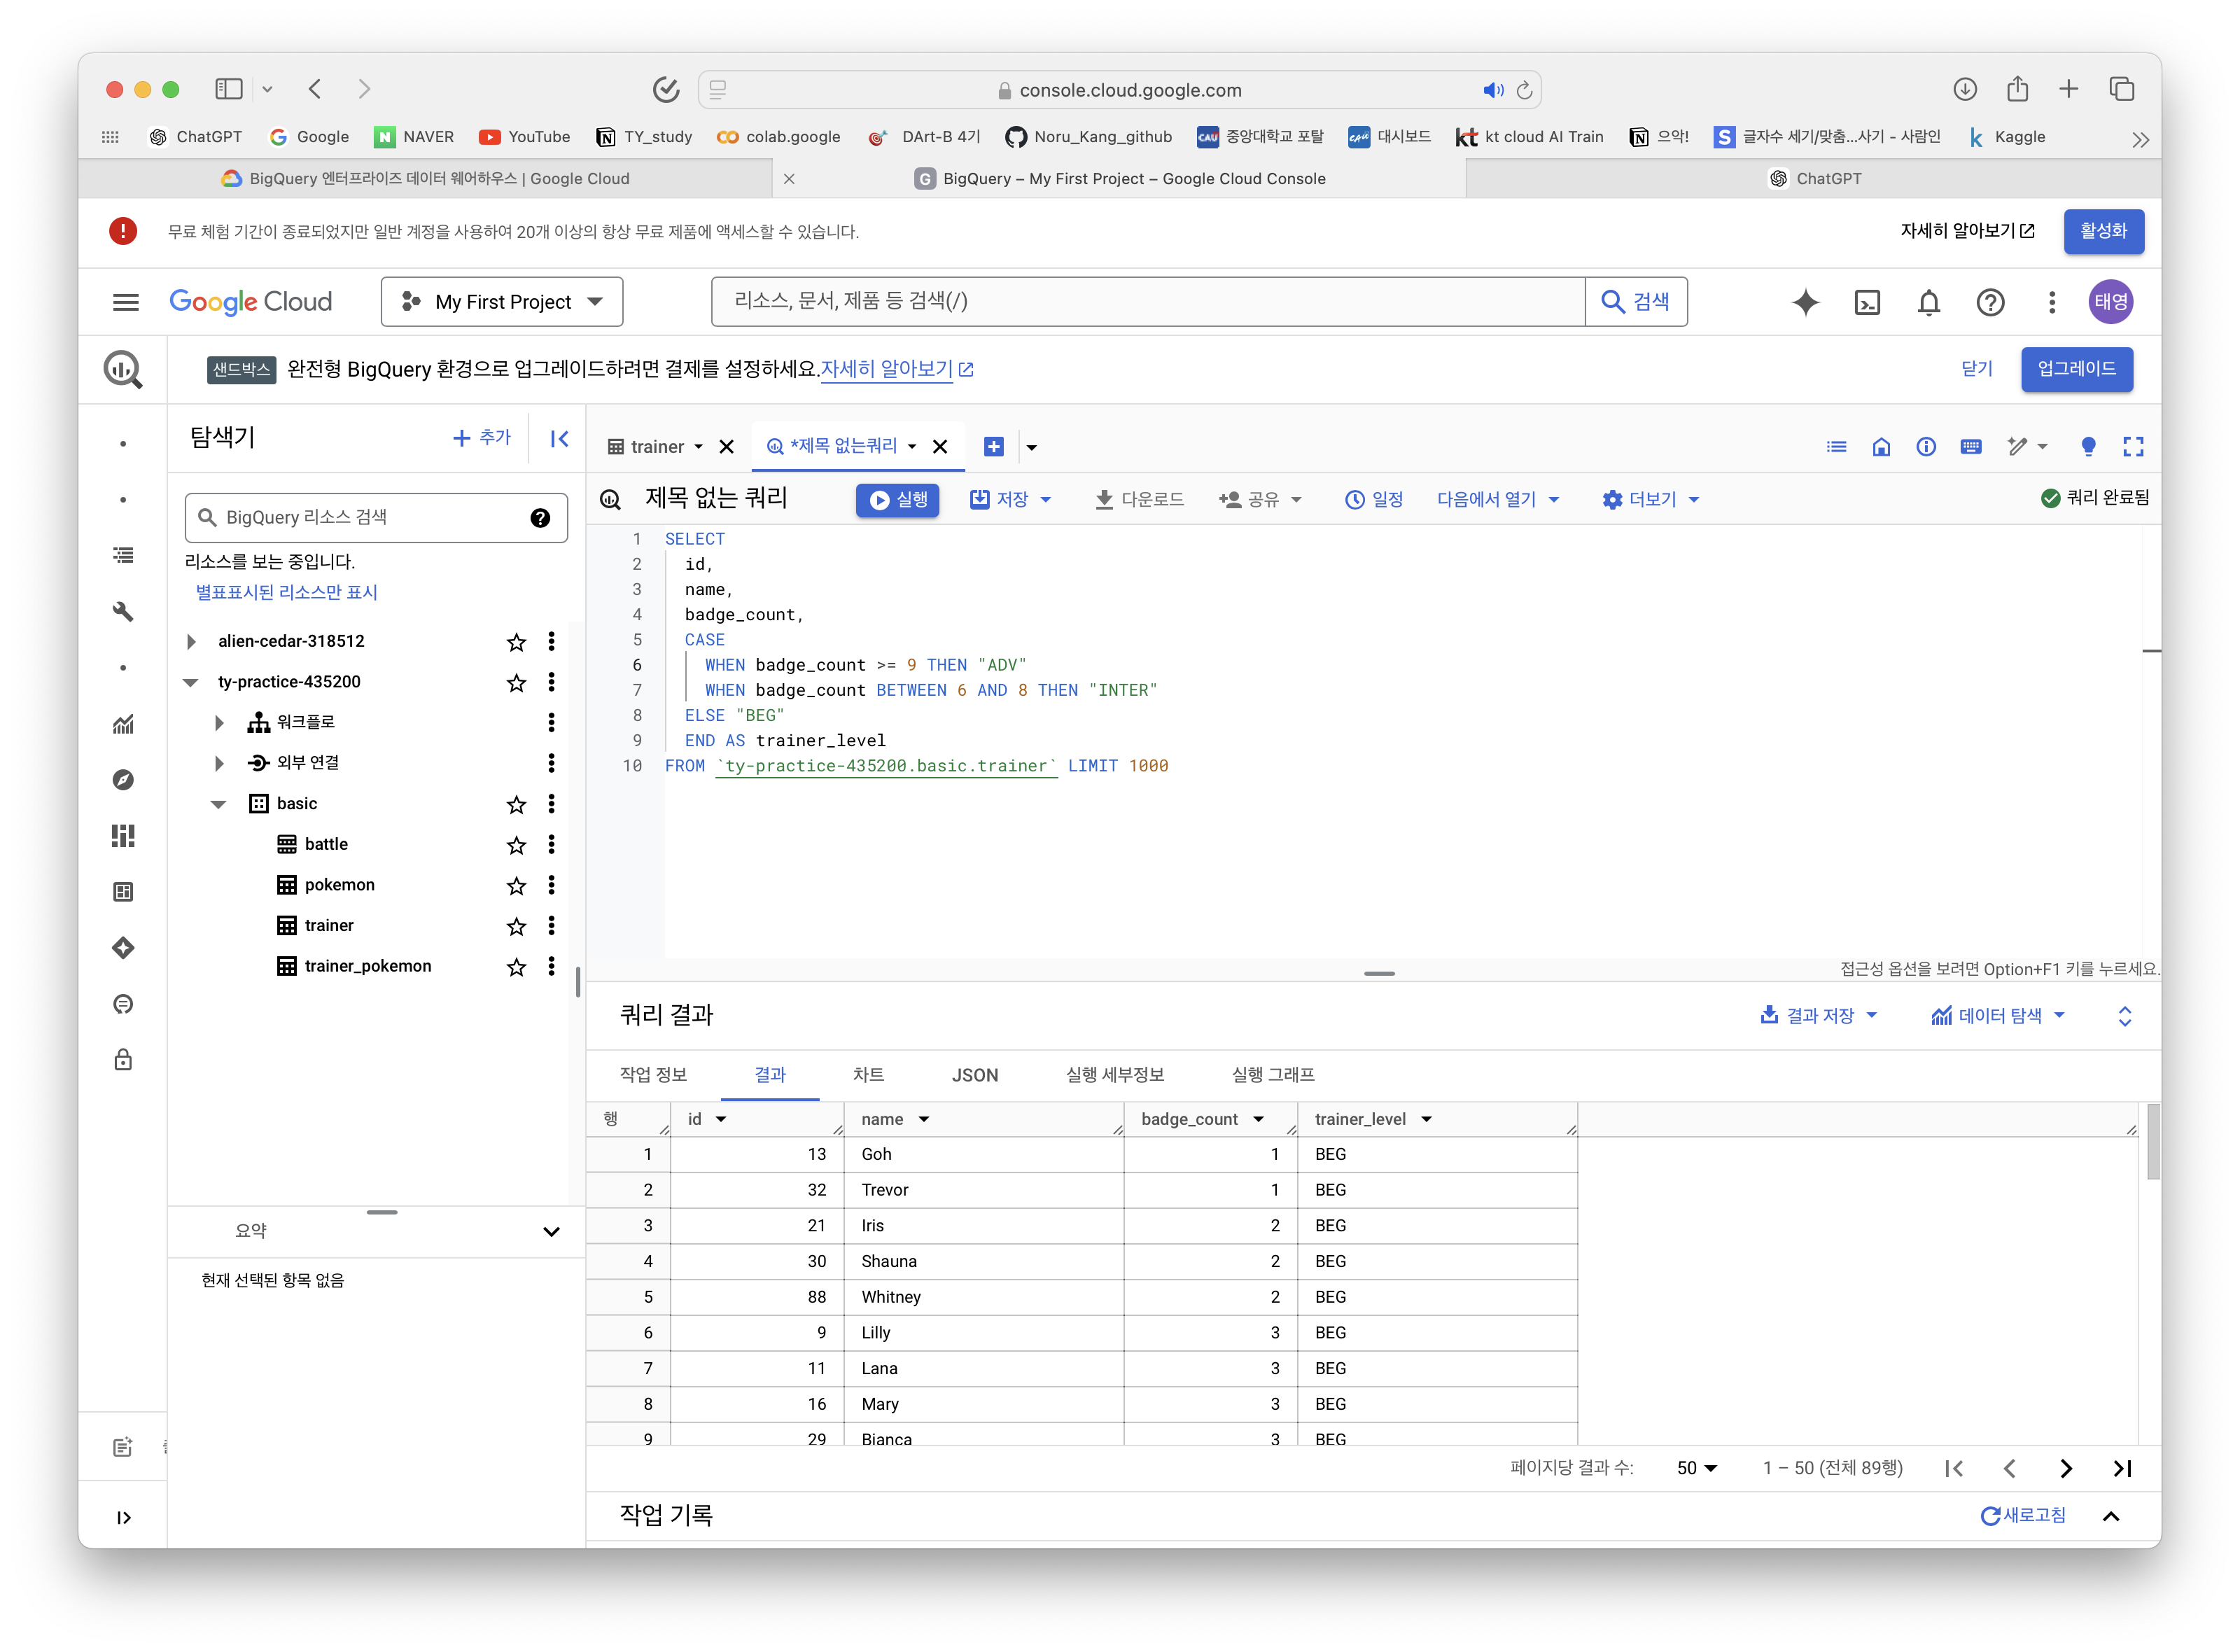 console.cloud.google.com
ChatGPT
Google
NAVER
YouTube
TY_study
colab.google
DArt-B 4기
Noru_Kang_github
중앙대학교 포탈
대시보드
kt cloud AI Train
으악!
글자수 세기/맞춤...사기 - 사람인
Kaggle
BigQuery 엔터프라이즈 데이터 웨어하우스 | Google Cloud
BigQuery – My First Project – Google Cloud Console
ChatGPT
무료 체험 기간이 종료되었지만 일반 계정을 사용하여 20개 이상의 항상 무료 제품에 액세스할 수 있습니다.
자세히 알아보기
활성화
Google Cloud
My First Project
리소스, 문서, 제품 등 검색(/)
검색
태영
샌드박스
완전형 BigQuery 환경으로 업그레이드하려면 결제를 설정하세요.자세히 알아보기
닫기
업그레이드
탐색기
추가
BigQuery 리소스 검색
리소스를 보는 중입니다.
별표표시된 리소스만 표시
alien-cedar-318512
ty-practice-435200
워크플로
외부 연결
basic
battle
pokemon
trainer
trainer_pokemon
요약
현재 선택된 항목 없음
trainer
*제목 없는쿼리
제목 없는 쿼리
실행
저장
다운로드
공유
일정
다음에서 열기
더보기
쿼리 완료됨
1 SELECT
2 id,
3 name,
4 badge_count,
5 CASE
6 WHEN badge_count >= 9 THEN "ADV"
7 WHEN badge_count BETWEEN 6 AND 8 THEN "INTER"
8 ELSE "BEG"
9 END AS trainer_level
10 FROM `ty-practice-435200.basic.trainer` LIMIT 1000
접근성 옵션을 보려면 Option+F1 키를 누르세요.
쿼리 결과
결과 저장
데이터 탐색
작업 정보
결과
차트
JSON
실행 세부정보
실행 그래프
행 id name badge_count trainer_level
1 13 Goh 1 BEG
2 32 Trevor 1 BEG
3 21 Iris 2 BEG
4 30 Shauna 2 BEG
5 88 Whitney 2 BEG
6 9 Lilly 3 BEG
7 11 Lana 3 BEG
8 16 Mary 3 BEG
9 29 Bianca 3 BEG
페이지당 결과 수: 50 1 – 50 (전체 89행)
작업 기록
새로고침